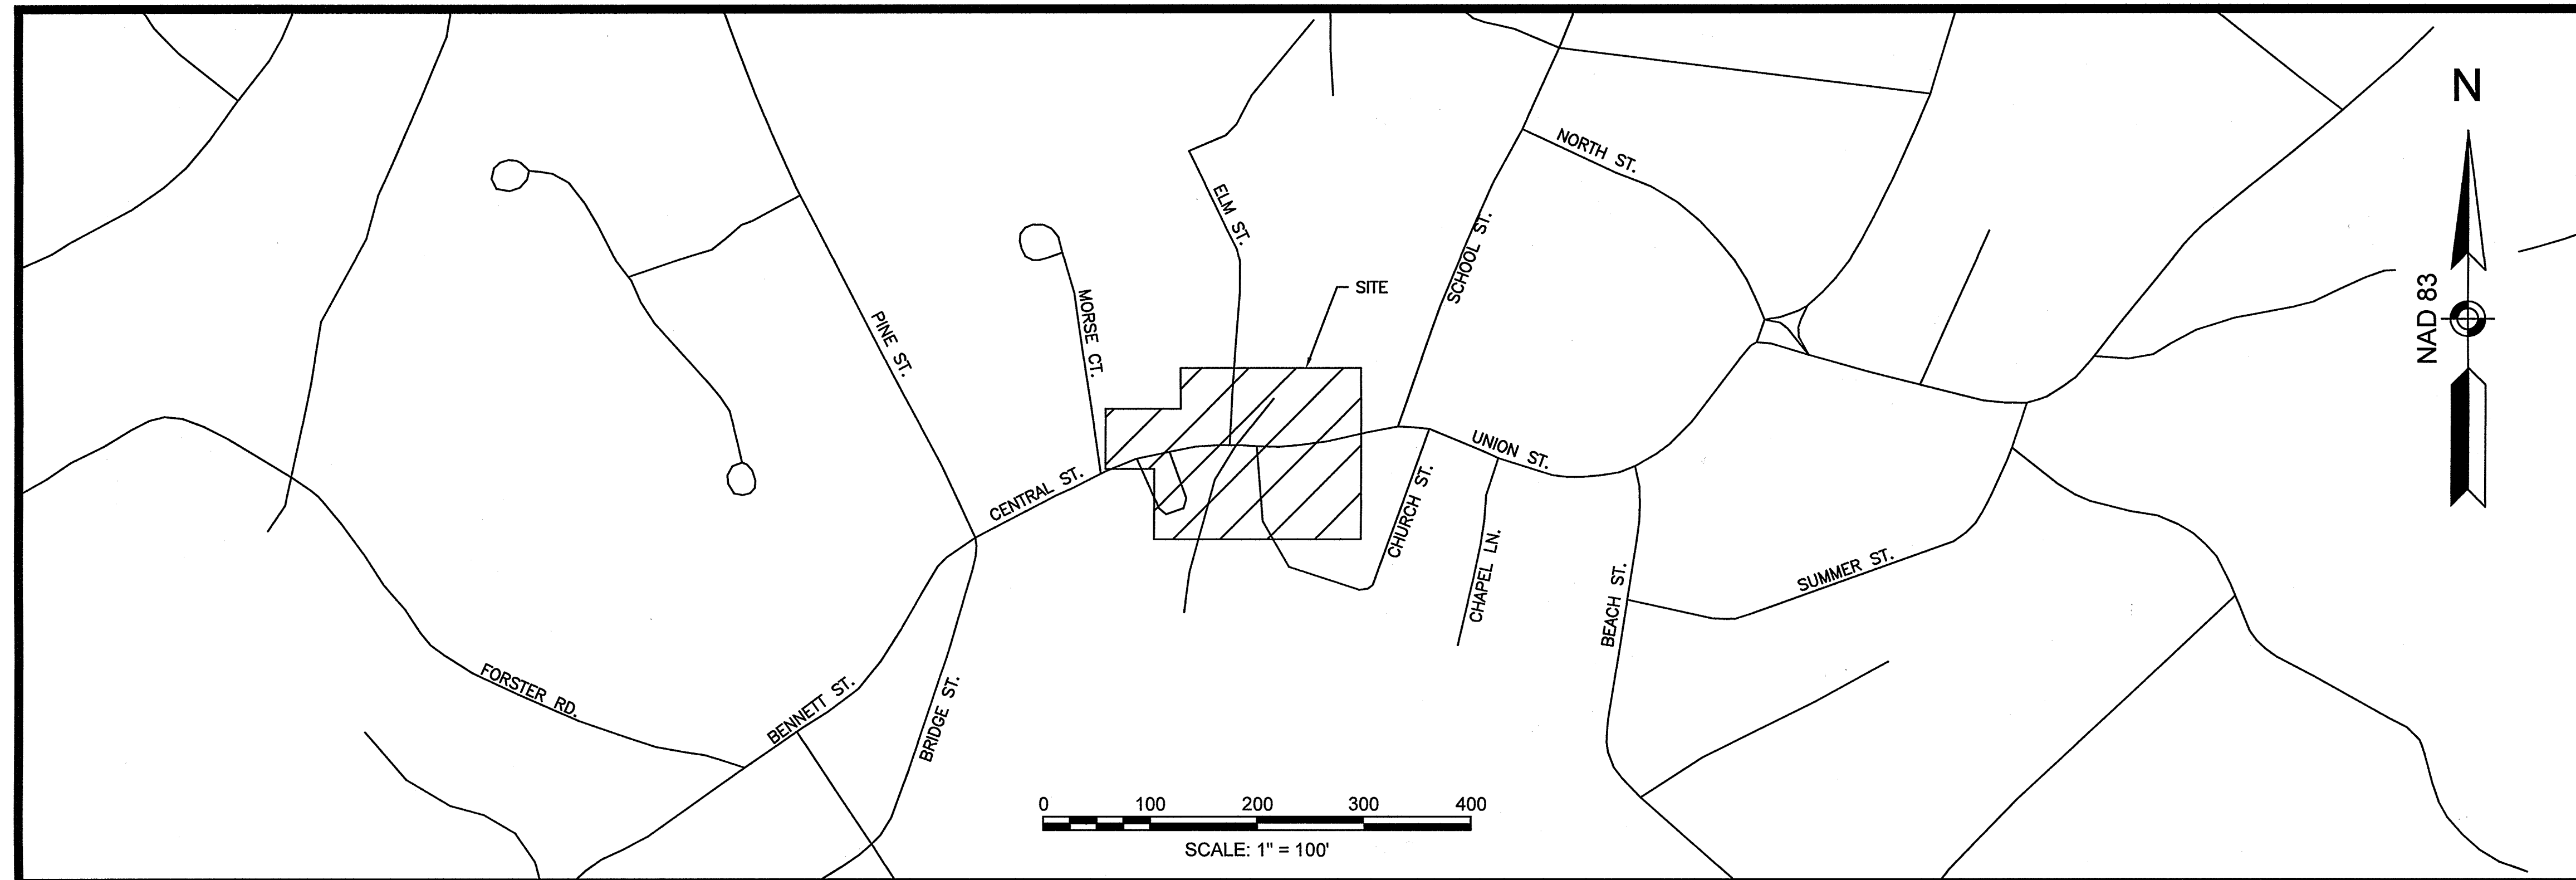 N
NORTH ST.
ELM ST.
SCHOOL ST.
SITE
NAD 83
MORSE CT.
PINE ST.
UNION ST.
CENTRAL ST.
CHURCH ST.
CHAPEL LN.
BEACH ST.
SUMMER ST.
FORSTER RD.
BENNETT ST.
BRIDGE ST.
0 100 200 300 400
SCALE: 1" = 100'